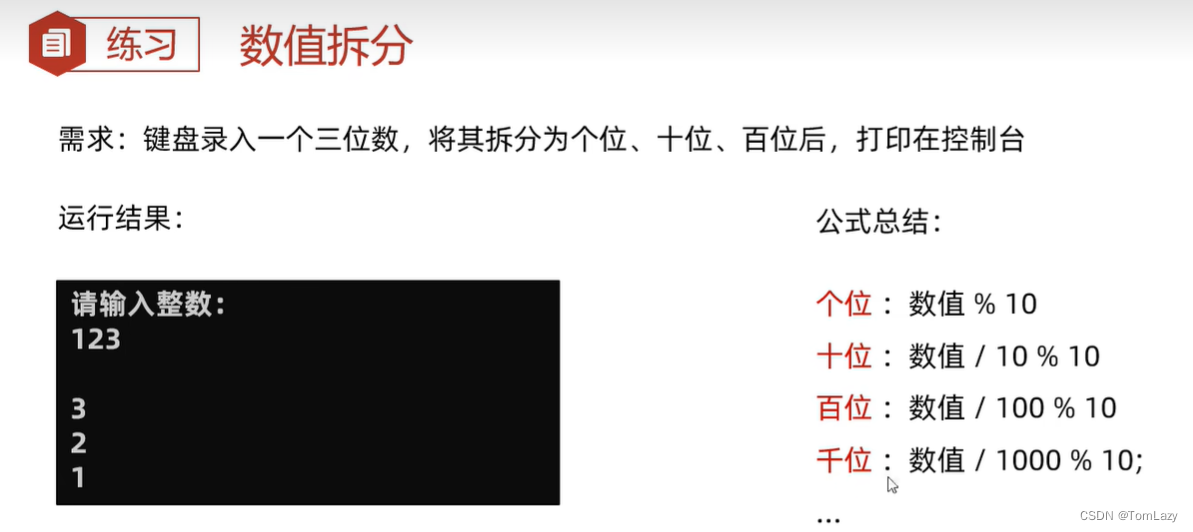 练习 数值拆分
需求：键盘录入一个三位数，将其拆分为个位、十位、百位后，打印在控制台
运行结果：
请输入整数：
123
3
2
1
公式总结：
个位 ：数值 % 10
十位 ：数值 / 10 % 10
百位 ：数值 / 100 % 10
千位 ：数值 / 1000 % 10;
...
CSDN @TomLazy